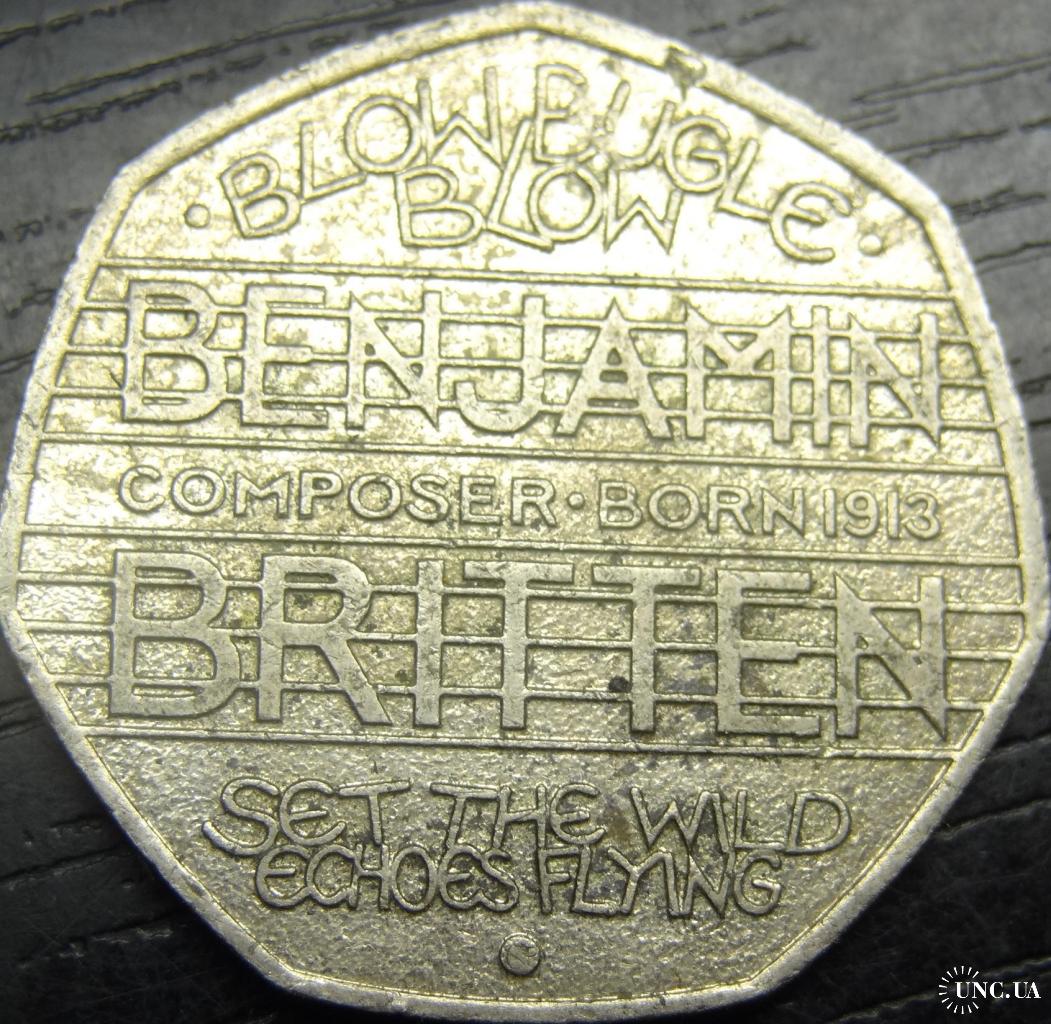 · BLOW BUGLE ·
BLOW
BENJAMIN
COMPOSER · BORN 1913
BRITTEN
SET THE WILD
ECHOES FLYING
C
UNC.UA